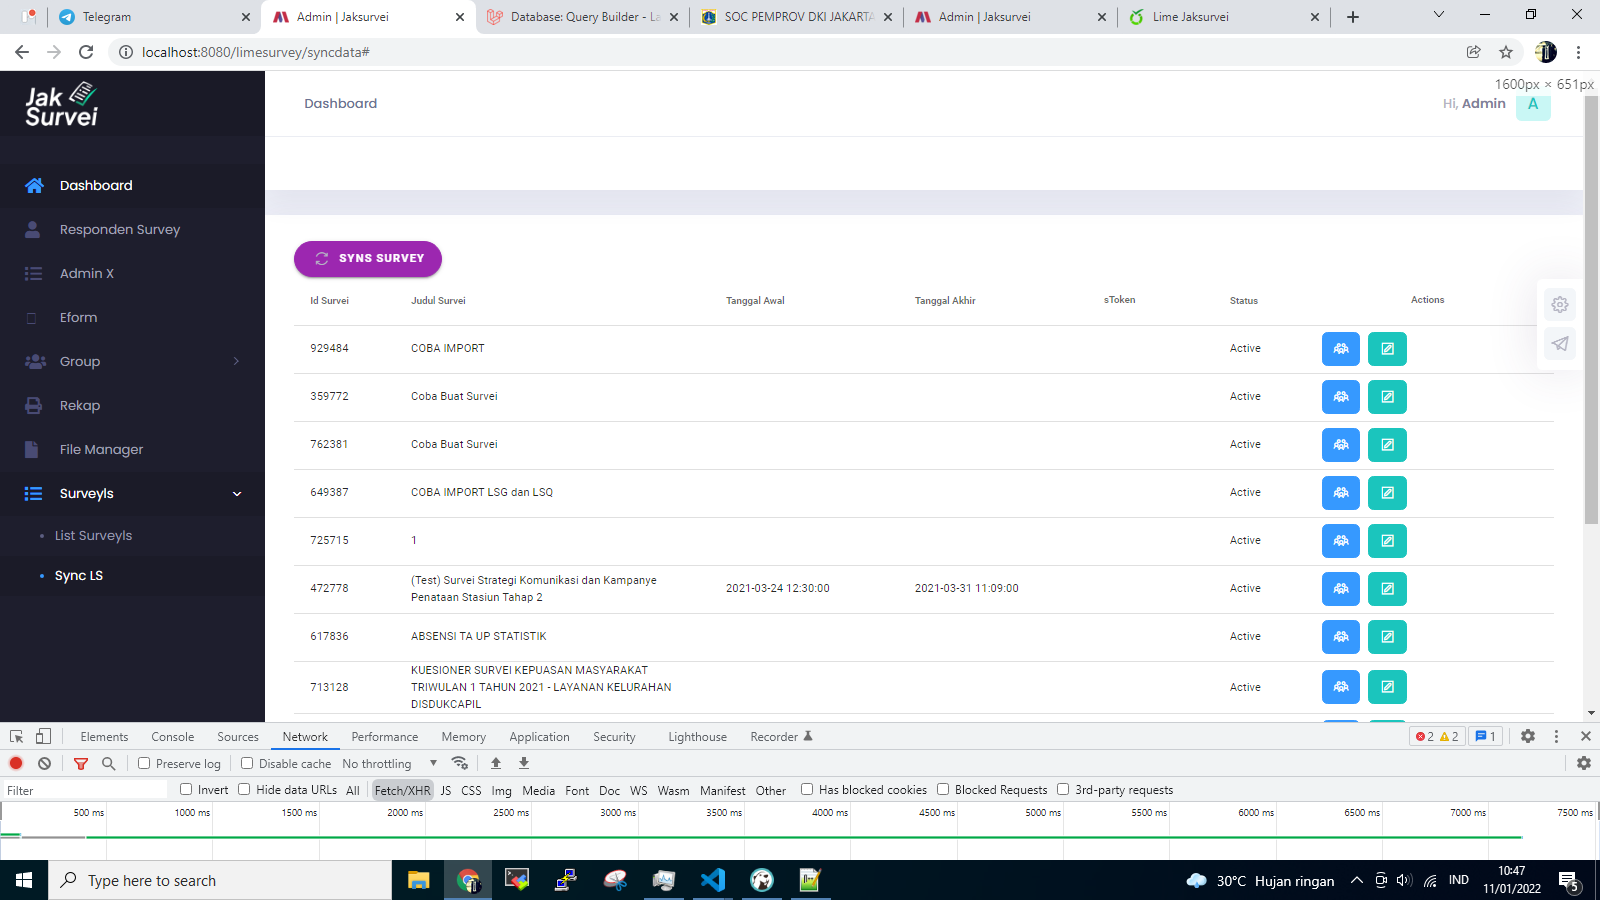 Telegram
Admin | Jaksurvei
Database: Query Builder - La
SOC PEMPROV DKI JAKARTA
Admin | Jaksurvei
Lime Jaksurvei
localhost:8080/limesurvey/syncdata#
1600px × 651px
Jak
Survei
Dashboard
Hi, Admin
A
Dashboard
Responden Survey
Admin X
Eform
Group
Rekap
File Manager
Surveyls
List Surveyls
Sync LS
SYNS SURVEY
Id Survei Judul Survei Tanggal Awal Tanggal Akhir sToken Status Actions
929484 COBA IMPORT Active
359772 Coba Buat Survei Active
762381 Coba Buat Survei Active
649387 COBA IMPORT LSG dan LSQ Active
725715 1 Active
472778 (Test) Survei Strategi Komunikasi dan Kampanye Penataan Stasiun Tahap 2 2021-03-24 12:30:00 2021-03-31 11:09:00 Active
617836 ABSENSI TA UP STATISTIK Active
713128 KUESIONER SURVEI KEPUASAN MASYARAKAT TRIWULAN 1 TAHUN 2021 - LAYANAN KELURAHAN DISDUKCAPIL Active
Elements Console Sources Network Performance Memory Application Security Lighthouse Recorder 2 2 1
Preserve log Disable cache No throttling
Filter Invert Hide data URLs All Fetch/XHR JS CSS Img Media Font Doc WS Wasm Manifest Other Has blocked cookies Blocked Requests 3rd-party requests
500 ms 1000 ms 1500 ms 2000 ms 2500 ms 3000 ms 3500 ms 4000 ms 4500 ms 5000 ms 5500 ms 6000 ms 6500 ms 7000 ms 7500 ms
Type here to search
30°C Hujan ringan
IND
10:47
11/01/2022
5